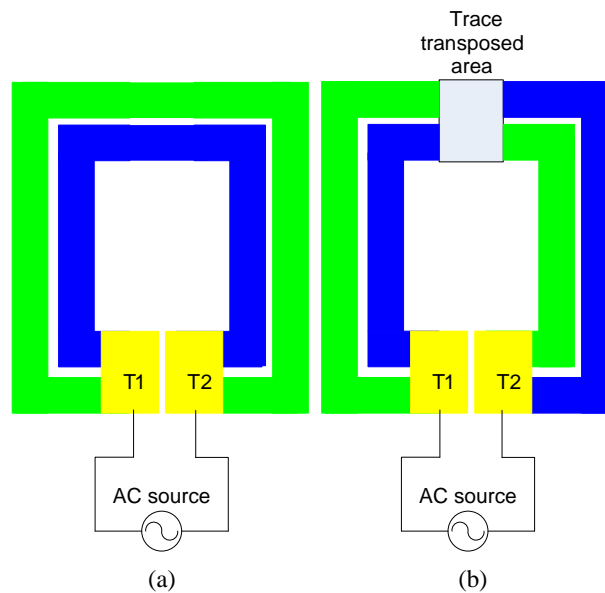 Trace
transposed
area
T1 T2
T1 T2
AC source
AC source
(a)
(b)